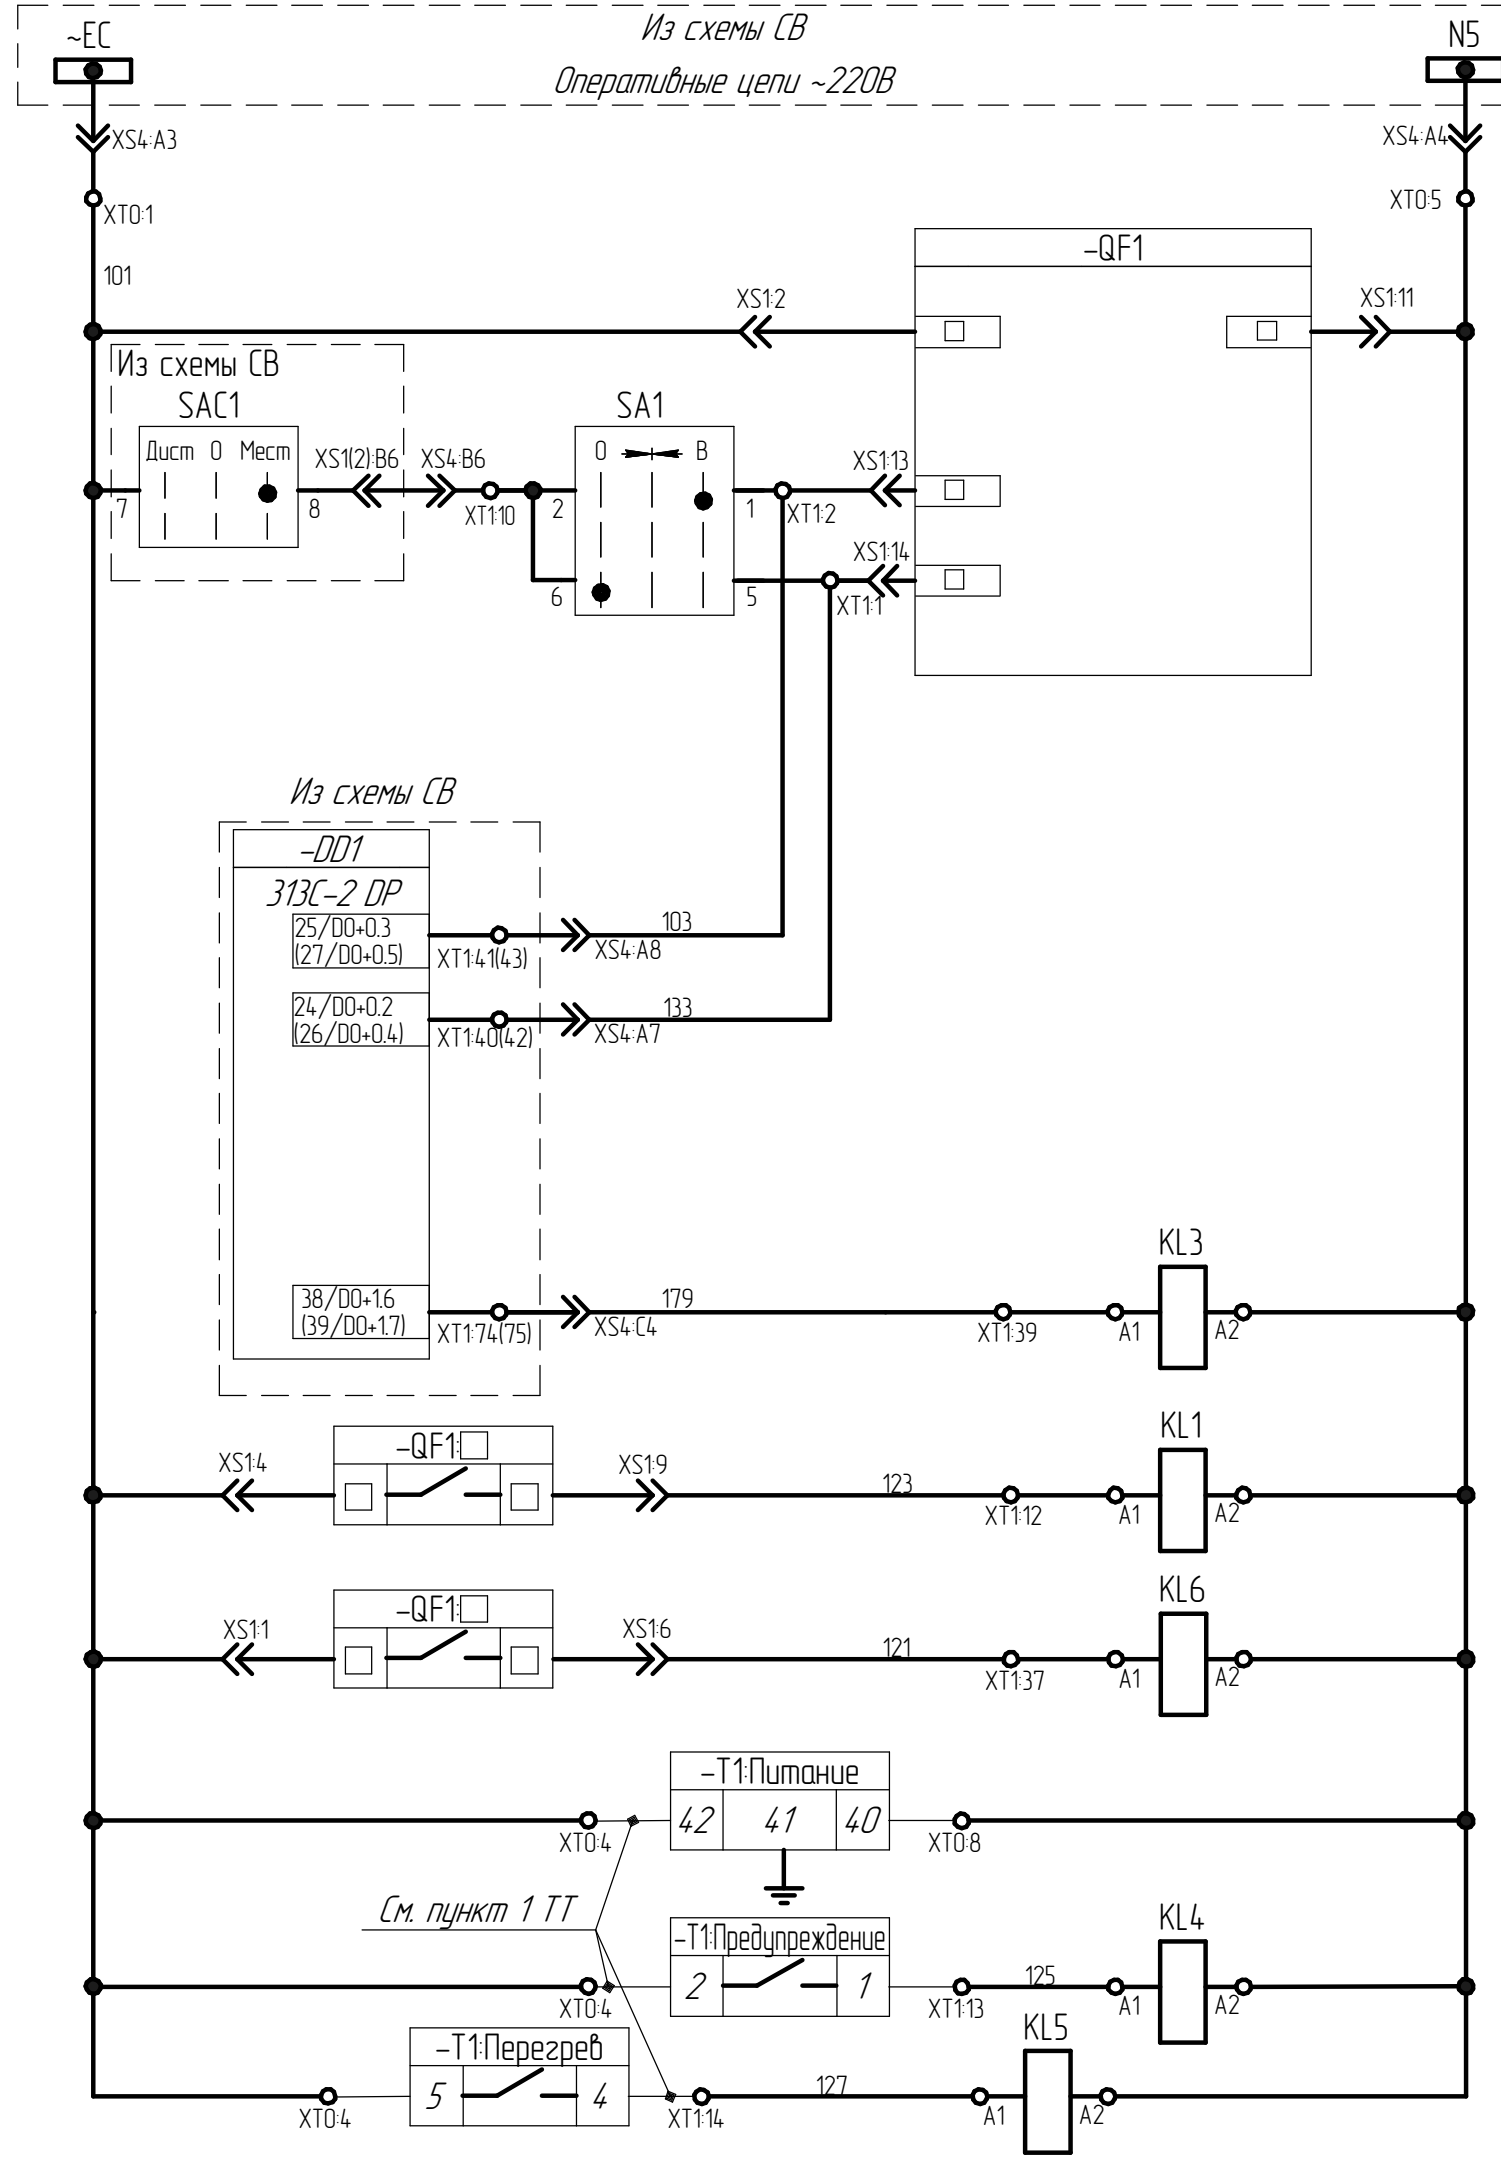 Из схемы СВ
~ЕС
N5
Оперативные цепи ~220В
XS4:A3
XS4:A4
XT0:1
XT0:5
101
-QF1
XS1:2
XS1:11
Из схемы СВ
SAC1
SA1
Дист 0 Мест
XS1(2):B6
XS4:B6
0
В
XS1:13
7
8
XT1:10
2
1
XT1:2
XS1:14
6
5
XT1:1
Из схемы СВ
-DD1
313C-2 DP
25/DO+0.3
(27/DO+0.5)
XT1:41(43)
XS4:A8
103
24/DO+0.2
(26/DO+0.4)
XT1:40(42)
XS4:A7
133
38/DO+1.6
(39/DO+1.7)
XT1:74(75)
XS4:C4
179
XT1:39
A1
KL3
A2
XS1:4
-QF1:
XS1:9
123
XT1:12
A1
KL1
A2
XS1:1
-QF1:
XS1:6
121
XT1:37
A1
KL6
A2
-T1:Питание
42
41
40
XT0:4
XT0:8
См. пункт 1 ТТ
-T1:Предупреждение
2
1
XT0:4
XT1:13
125
A1
KL4
A2
-T1:Перегрев
5
4
XT0:4
XT1:14
127
A1
KL5
A2